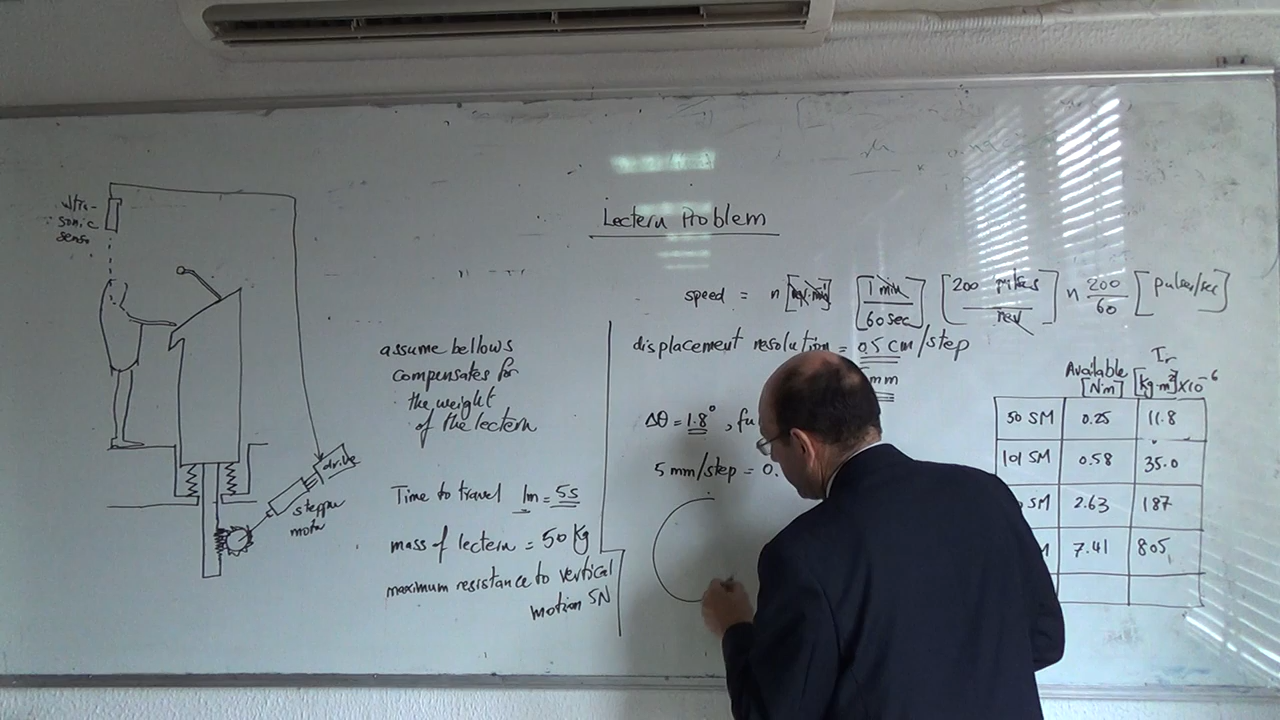 Lectern Problem
ultra-
sonic
drive
stepper
motor
assume bellows
compensates for
the weight
of the lectern
Time to travel 1m = 5s
mass of lectern = 50 Kg
maximum resistance to vertical
motion 5N
speed = n [rev.min⁻¹] [1 min / 60 sec] [200 pulses / rev] n 200/60 [pulses/sec]
displacement resolution = 0.5 cm/step
mm
Δθ = 1.8°, fu
5 mm/step = 0.
Available [Nm] Ir [kg.m²] x10⁻⁶
50 SM 0.25 11.8
101 SM 0.58 35.0
SM 2.63 187
M 7.41 805